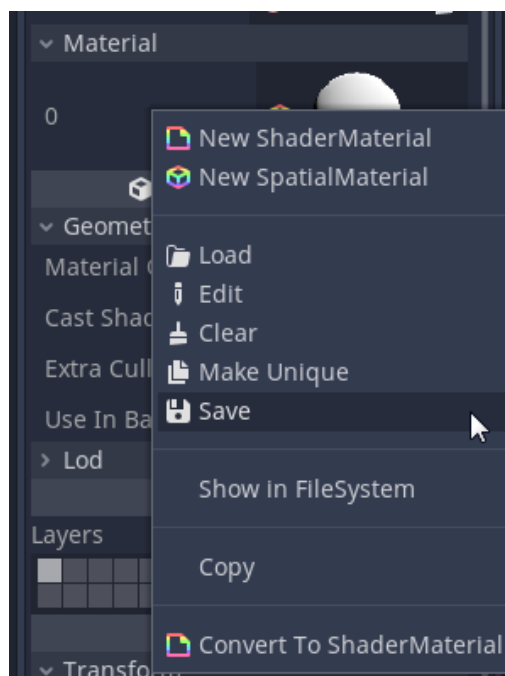 Material
0
New ShaderMaterial
New SpatialMaterial
Geomet
Material
Load
Edit
Cast Shad
Clear
Extra Cull
Make Unique
Save
Use In Ba
Lod
Show in FileSystem
Layers
Copy
Convert To ShaderMaterial
Transform